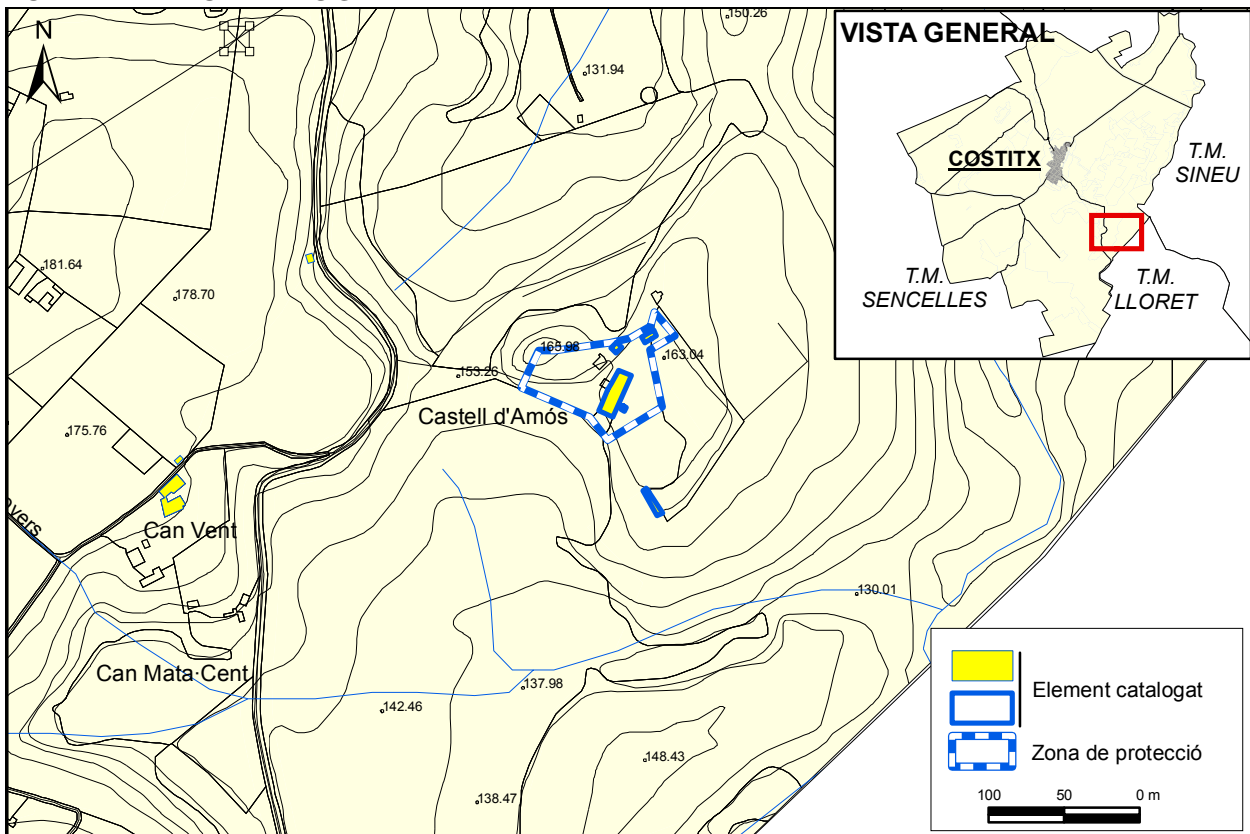 N
150.26
131.94
181.64
178.70
165.98
163.04
153.26
Castell d'Amós
175.76
overs
Can Vent
130.01
Can Mata·Cent
137.98
142.46
148.43
138.47
VISTA GENERAL
COSTITX
T.M.
SINEU
T.M.
SENCELLES
T.M.
LLORET
Element catalogat
Zona de protecció
100 50 0 m